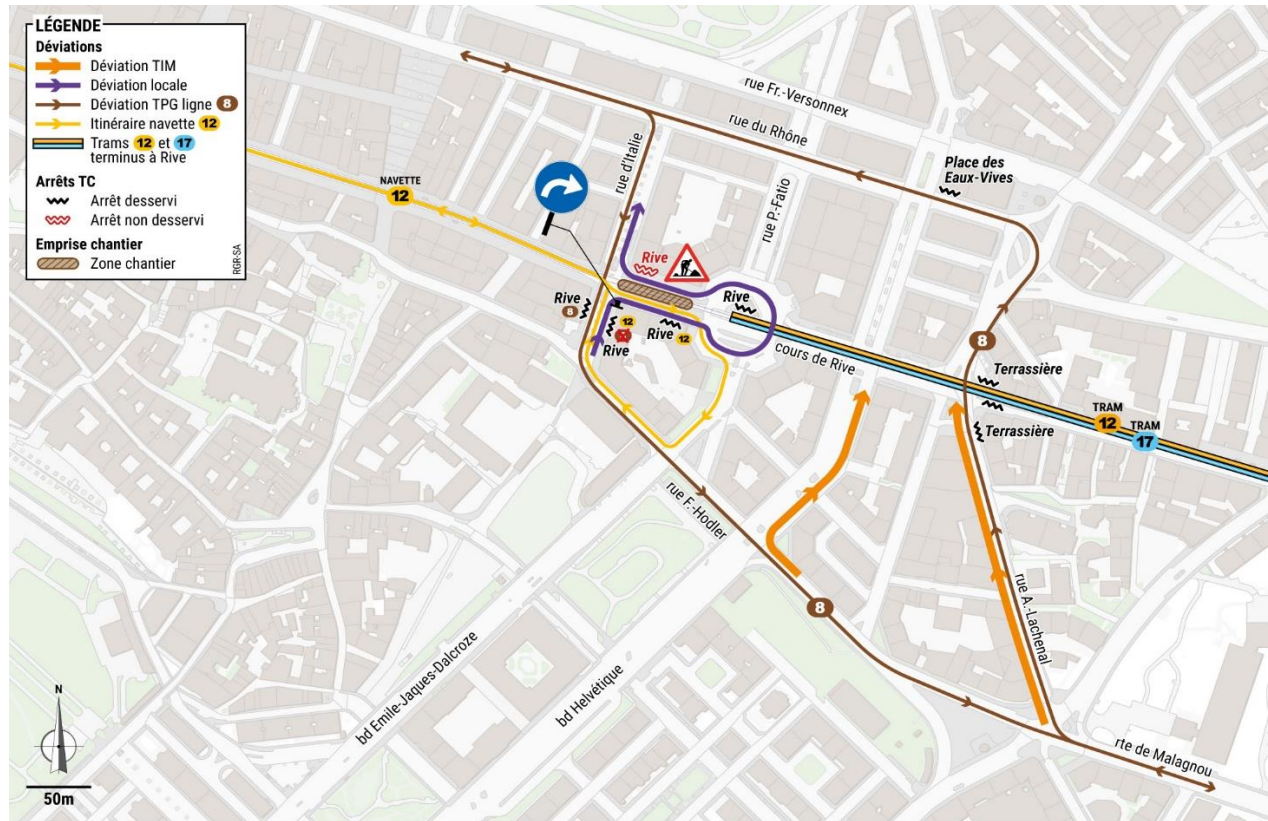 LÉGENDE
Déviations
Déviation TIM
Déviation locale
Déviation TPG ligne 8
Itinéraire navette 12
Trams 12 et 17
terminus à Rive
Arrêts TC
Arrêt desservi
Arrêt non desservi
Emprise chantier
Zone chantier
RGR-SA
rue Fr.-Versonnex
rue du Rhône
Place des
Eaux-Vives
rue d'Italie
rue P.-Fatio
NAVETTE
12
Rive
Rive
8
Rive
12
Rive
12
Rive
cours de Rive
8
Terrassière
TRAM
12
TRAM
17
Terrassière
rue F.-Hodler
8
rue A.-Lachenal
bd Emile-Jaques-Dalcroze
bd Helvétique
rte de Malagnou
N
50m